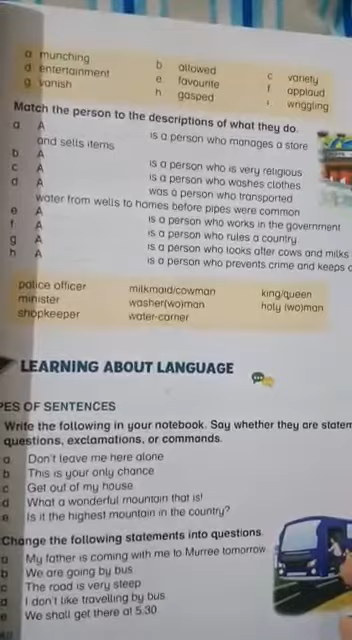 a munching b allowed c variety
d entertainment e favourite f applaud
g vanish h gasped i wriggling
Match the person to the descriptions of what they do.
a A is a person who manages a store
and sells items
b A is a person who is very religious
c A is a person who washes clothes
d A was a person who transported
water from wells to homes before pipes were common
e A is a person who works in the government
f A is a person who rules a country
g A is a person who looks after cows and milks
h A is a person who prevents crime and keeps
police officer milkmaid/cowman king/queen
minister washer(wo)man holy (wo)man
shopkeeper water-carrier
LEARNING ABOUT LANGUAGE
PES OF SENTENCES
Write the following in your notebook. Say whether they are statem
questions, exclamations, or commands.
a Don't leave me here alone
b This is your only chance
c Get out of my house
d What a wonderful mountain that is!
e Is it the highest mountain in the country?
Change the following statements into questions
a My father is coming with me to Murree tomorrow.
b We are going by bus
c The road is very steep
d I don't like travelling by bus
e We shall get there at 5.30